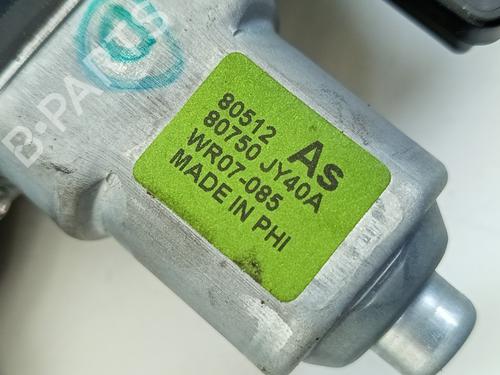 80512 As
80750 JY40A
WR07-085
MADE IN PHI
B-PARTS